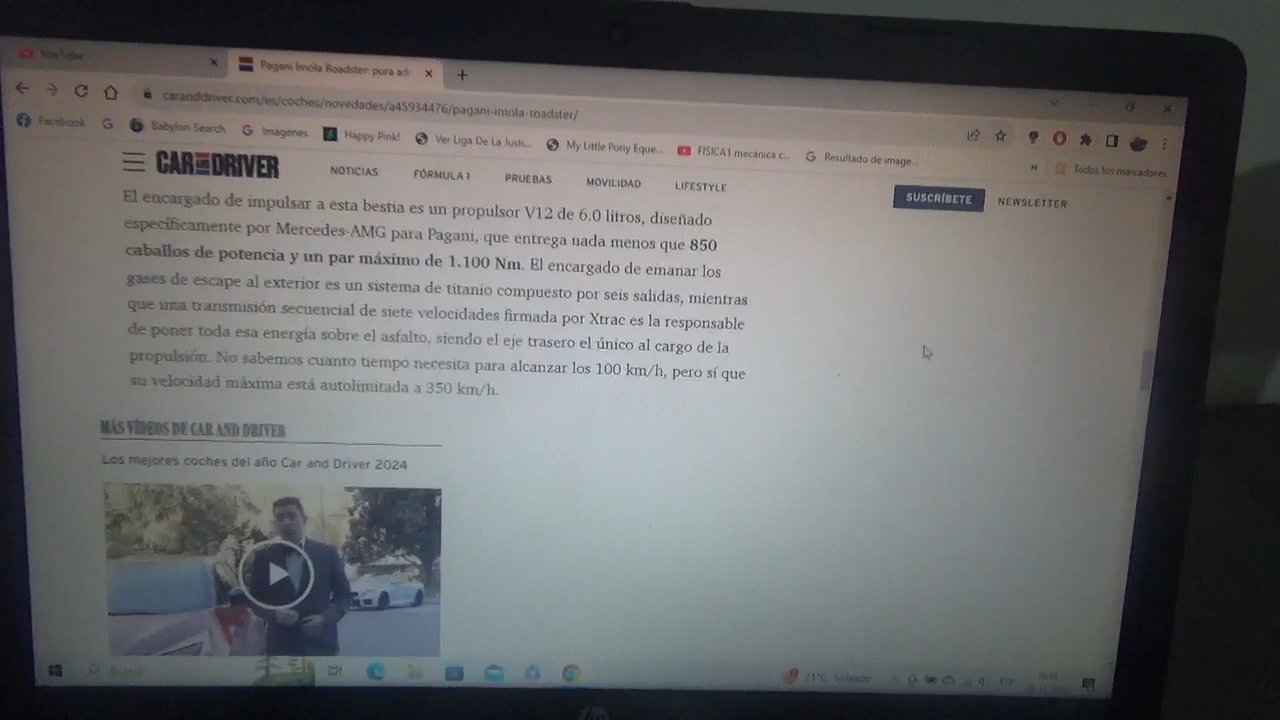 YouTube
Pagani Imola Roadster: pura ad
caranddriver.com/es/coches/novedades/a45934476/pagani-imola-roadster/
Facebook
Babylon Search
Imagenes
Happy Pink!
Ver Liga De La Justi...
My Little Pony Eque...
FISICA1 mecanica c...
Resultado de image...
»
Todos los marcadores
CAR AND DRIVER
NOTICIAS
FÓRMULA 1
PRUEBAS
MOVILIDAD
LIFESTYLE
SUSCRÍBETE
NEWSLETTER
El encargado de impulsar a esta bestia es un propulsor V12 de 6.0 litros, diseñado
específicamente por Mercedes-AMG para Pagani, que entrega nada menos que 850
caballos de potencia y un par máximo de 1.100 Nm. El encargado de emanar los
gases de escape al exterior es un sistema de titanio compuesto por seis salidas, mientras
que una transmisión secuencial de siete velocidades firmada por Xtrac es la responsable
de poner toda esa energía sobre el asfalto, siendo el eje trasero el único al cargo de la
propulsión. No sabemos cuanto tiempo necesita para alcanzar los 100 km/h, pero sí que
su velocidad máxima está autolimitada a 350 km/h.
MÁS VÍDEOS DE CAR AND DRIVER
Los mejores coches del año Car and Driver 2024
21°C Soleado
ESP
hp